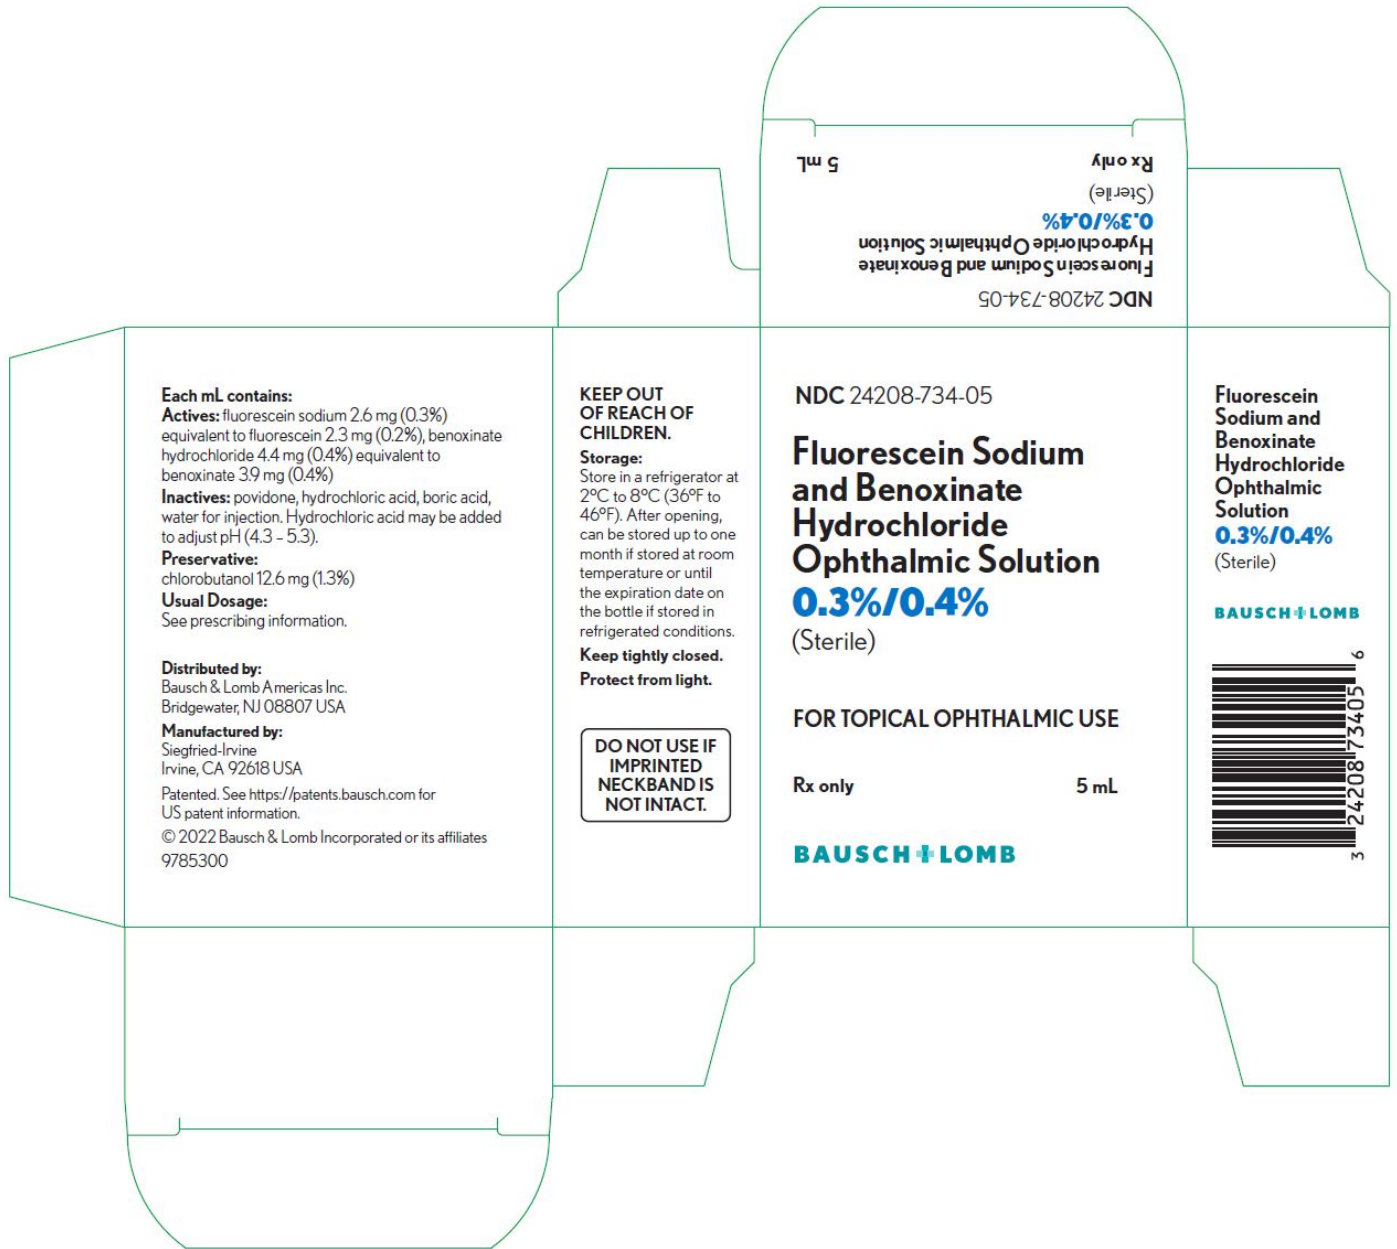 5 mL
Rx only
(Sterile)
0.3%/0.4%
Fluorescein Sodium and Benoxinate
Hydrochloride Ophthalmic Solution
NDC 24208-734-05
Each mL contains:
Actives: fluorescein sodium 2.6 mg (0.3%)
equivalent to fluorescein 2.3 mg (0.2%), benoxinate
hydrochloride 4.4 mg (0.4%) equivalent to
benoxinate 3.9 mg (0.4%)
Inactives: povidone, hydrochloric acid, boric acid,
water for injection. Hydrochloric acid may be added
to adjust pH (4.3 – 5.3).
Preservative:
chlorobutanol 12.6 mg (1.3%)
Usual Dosage:
See prescribing information.
Distributed by:
Bausch & Lomb Americas Inc.
Bridgewater, NJ 08807 USA
Manufactured by:
Siegfried-Irvine
Irvine, CA 92618 USA
Patented. See https://patents.bausch.com for
US patent information.
© 2022 Bausch & Lomb Incorporated or its affiliates
9785300
KEEP OUT
OF REACH OF
CHILDREN.
Storage:
Store in a refrigerator at
2°C to 8°C (36°F to
46°F). After opening,
can be stored up to one
month if stored at room
temperature or until
the expiration date on
the bottle if stored in
refrigerated conditions.
Keep tightly closed.
Protect from light.
DO NOT USE IF
IMPRINTED
NECKBAND IS
NOT INTACT.
NDC 24208-734-05
Fluorescein Sodium
and Benoxinate
Hydrochloride
Ophthalmic Solution
0.3%/0.4%
(Sterile)
FOR TOPICAL OPHTHALMIC USE
Rx only 5 mL
BAUSCH + LOMB
Fluorescein
Sodium and
Benoxinate
Hydrochloride
Ophthalmic
Solution
0.3%/0.4%
(Sterile)
BAUSCH + LOMB
3 24208 73405 6